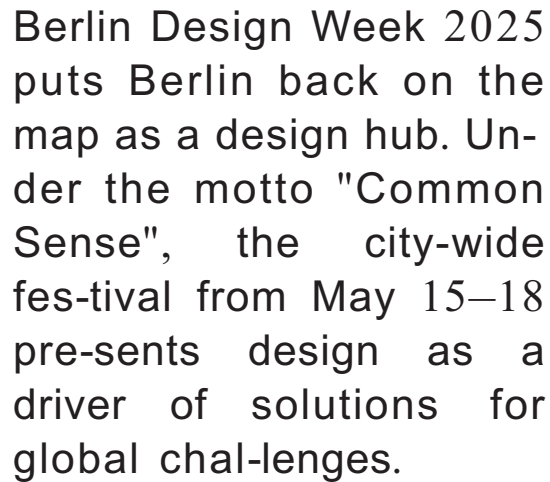 Berlin Design Week 2025
puts Berlin back on the
map as a design hub. Un-
der the motto "Common
Sense", the city-wide
fes-tival from May 15–18
pre-sents design as a
driver of solutions for
global chal-lenges.